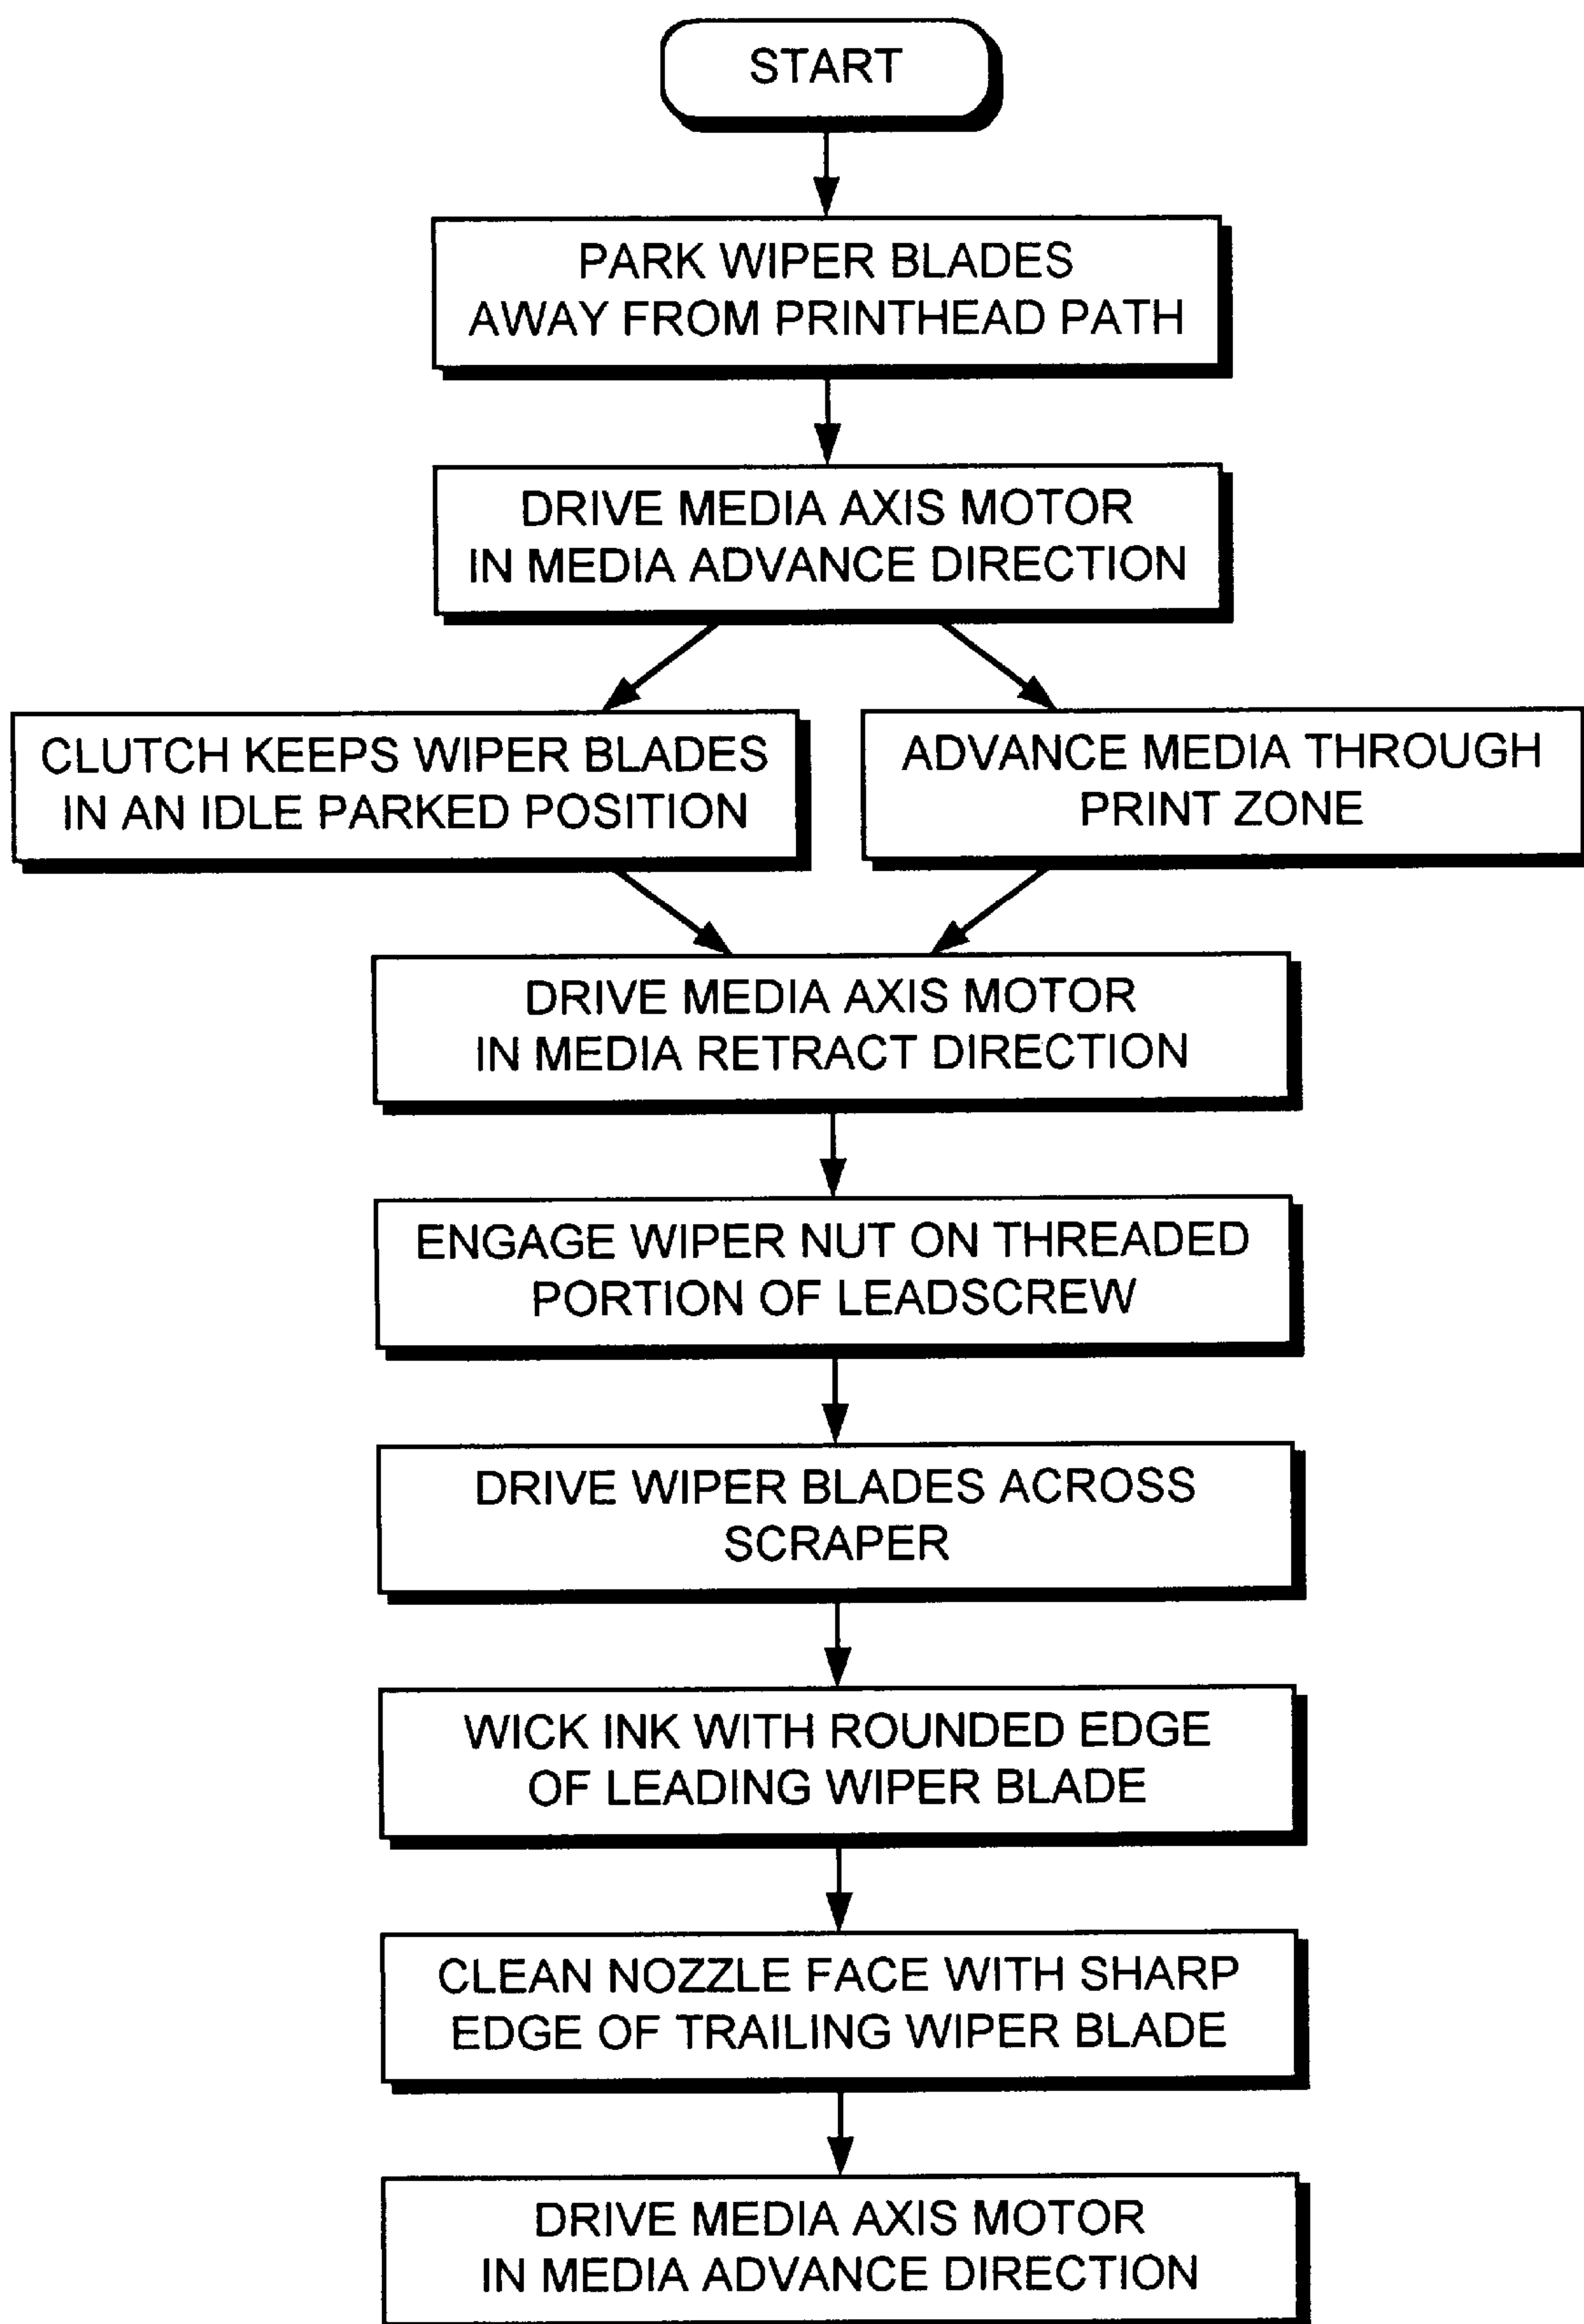 START
PARK WIPER BLADES
AWAY FROM PRINTHEAD PATH
DRIVE MEDIA AXIS MOTOR
IN MEDIA ADVANCE DIRECTION
CLUTCH KEEPS WIPER BLADES
IN AN IDLE PARKED POSITION
ADVANCE MEDIA THROUGH
PRINT ZONE
DRIVE MEDIA AXIS MOTOR
IN MEDIA RETRACT DIRECTION
ENGAGE WIPER NUT ON THREADED
PORTION OF LEADSCREW
DRIVE WIPER BLADES ACROSS
SCRAPER
WICK INK WITH ROUNDED EDGE
OF LEADING WIPER BLADE
CLEAN NOZZLE FACE WITH SHARP
EDGE OF TRAILING WIPER BLADE
DRIVE MEDIA AXIS MOTOR
IN MEDIA ADVANCE DIRECTION